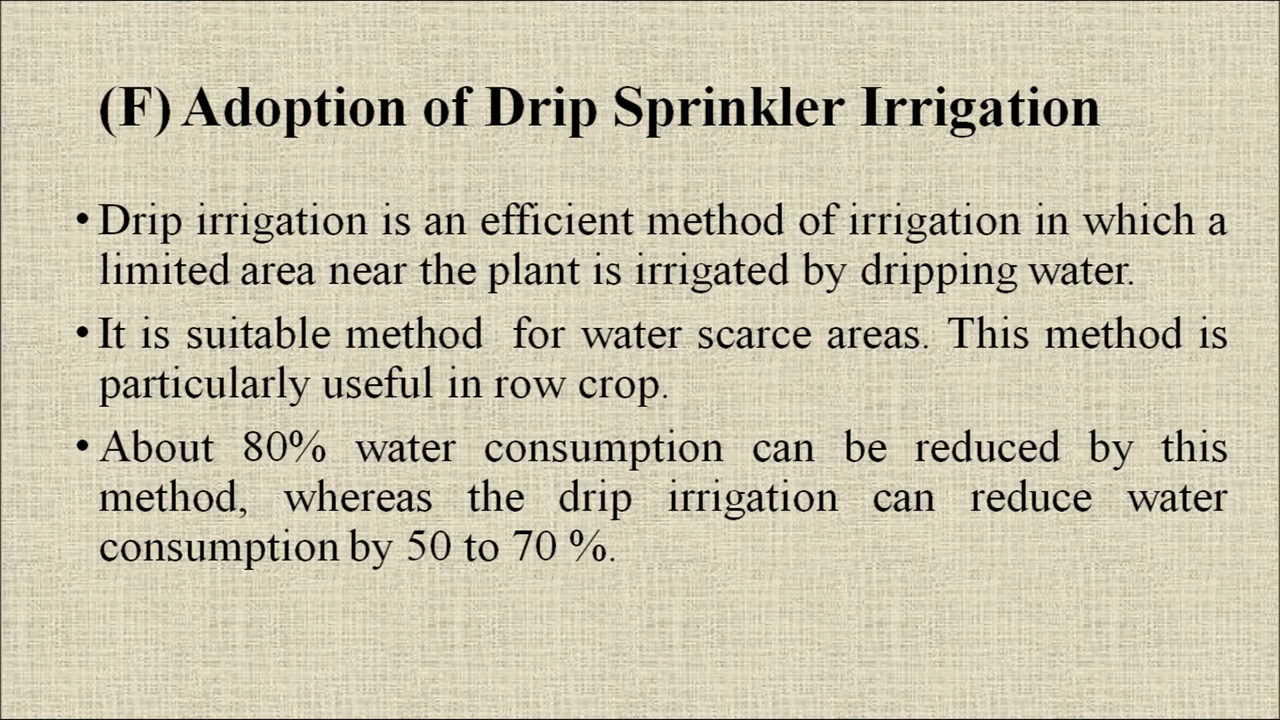 (F) Adoption of Drip Sprinkler Irrigation
• Drip irrigation is an efficient method of irrigation in which a
limited area near the plant is irrigated by dripping water.
• It is suitable method for water scarce areas. This method is
particularly useful in row crop.
• About 80% water consumption can be reduced by this
method, whereas the drip irrigation can reduce water
consumption by 50 to 70 %.